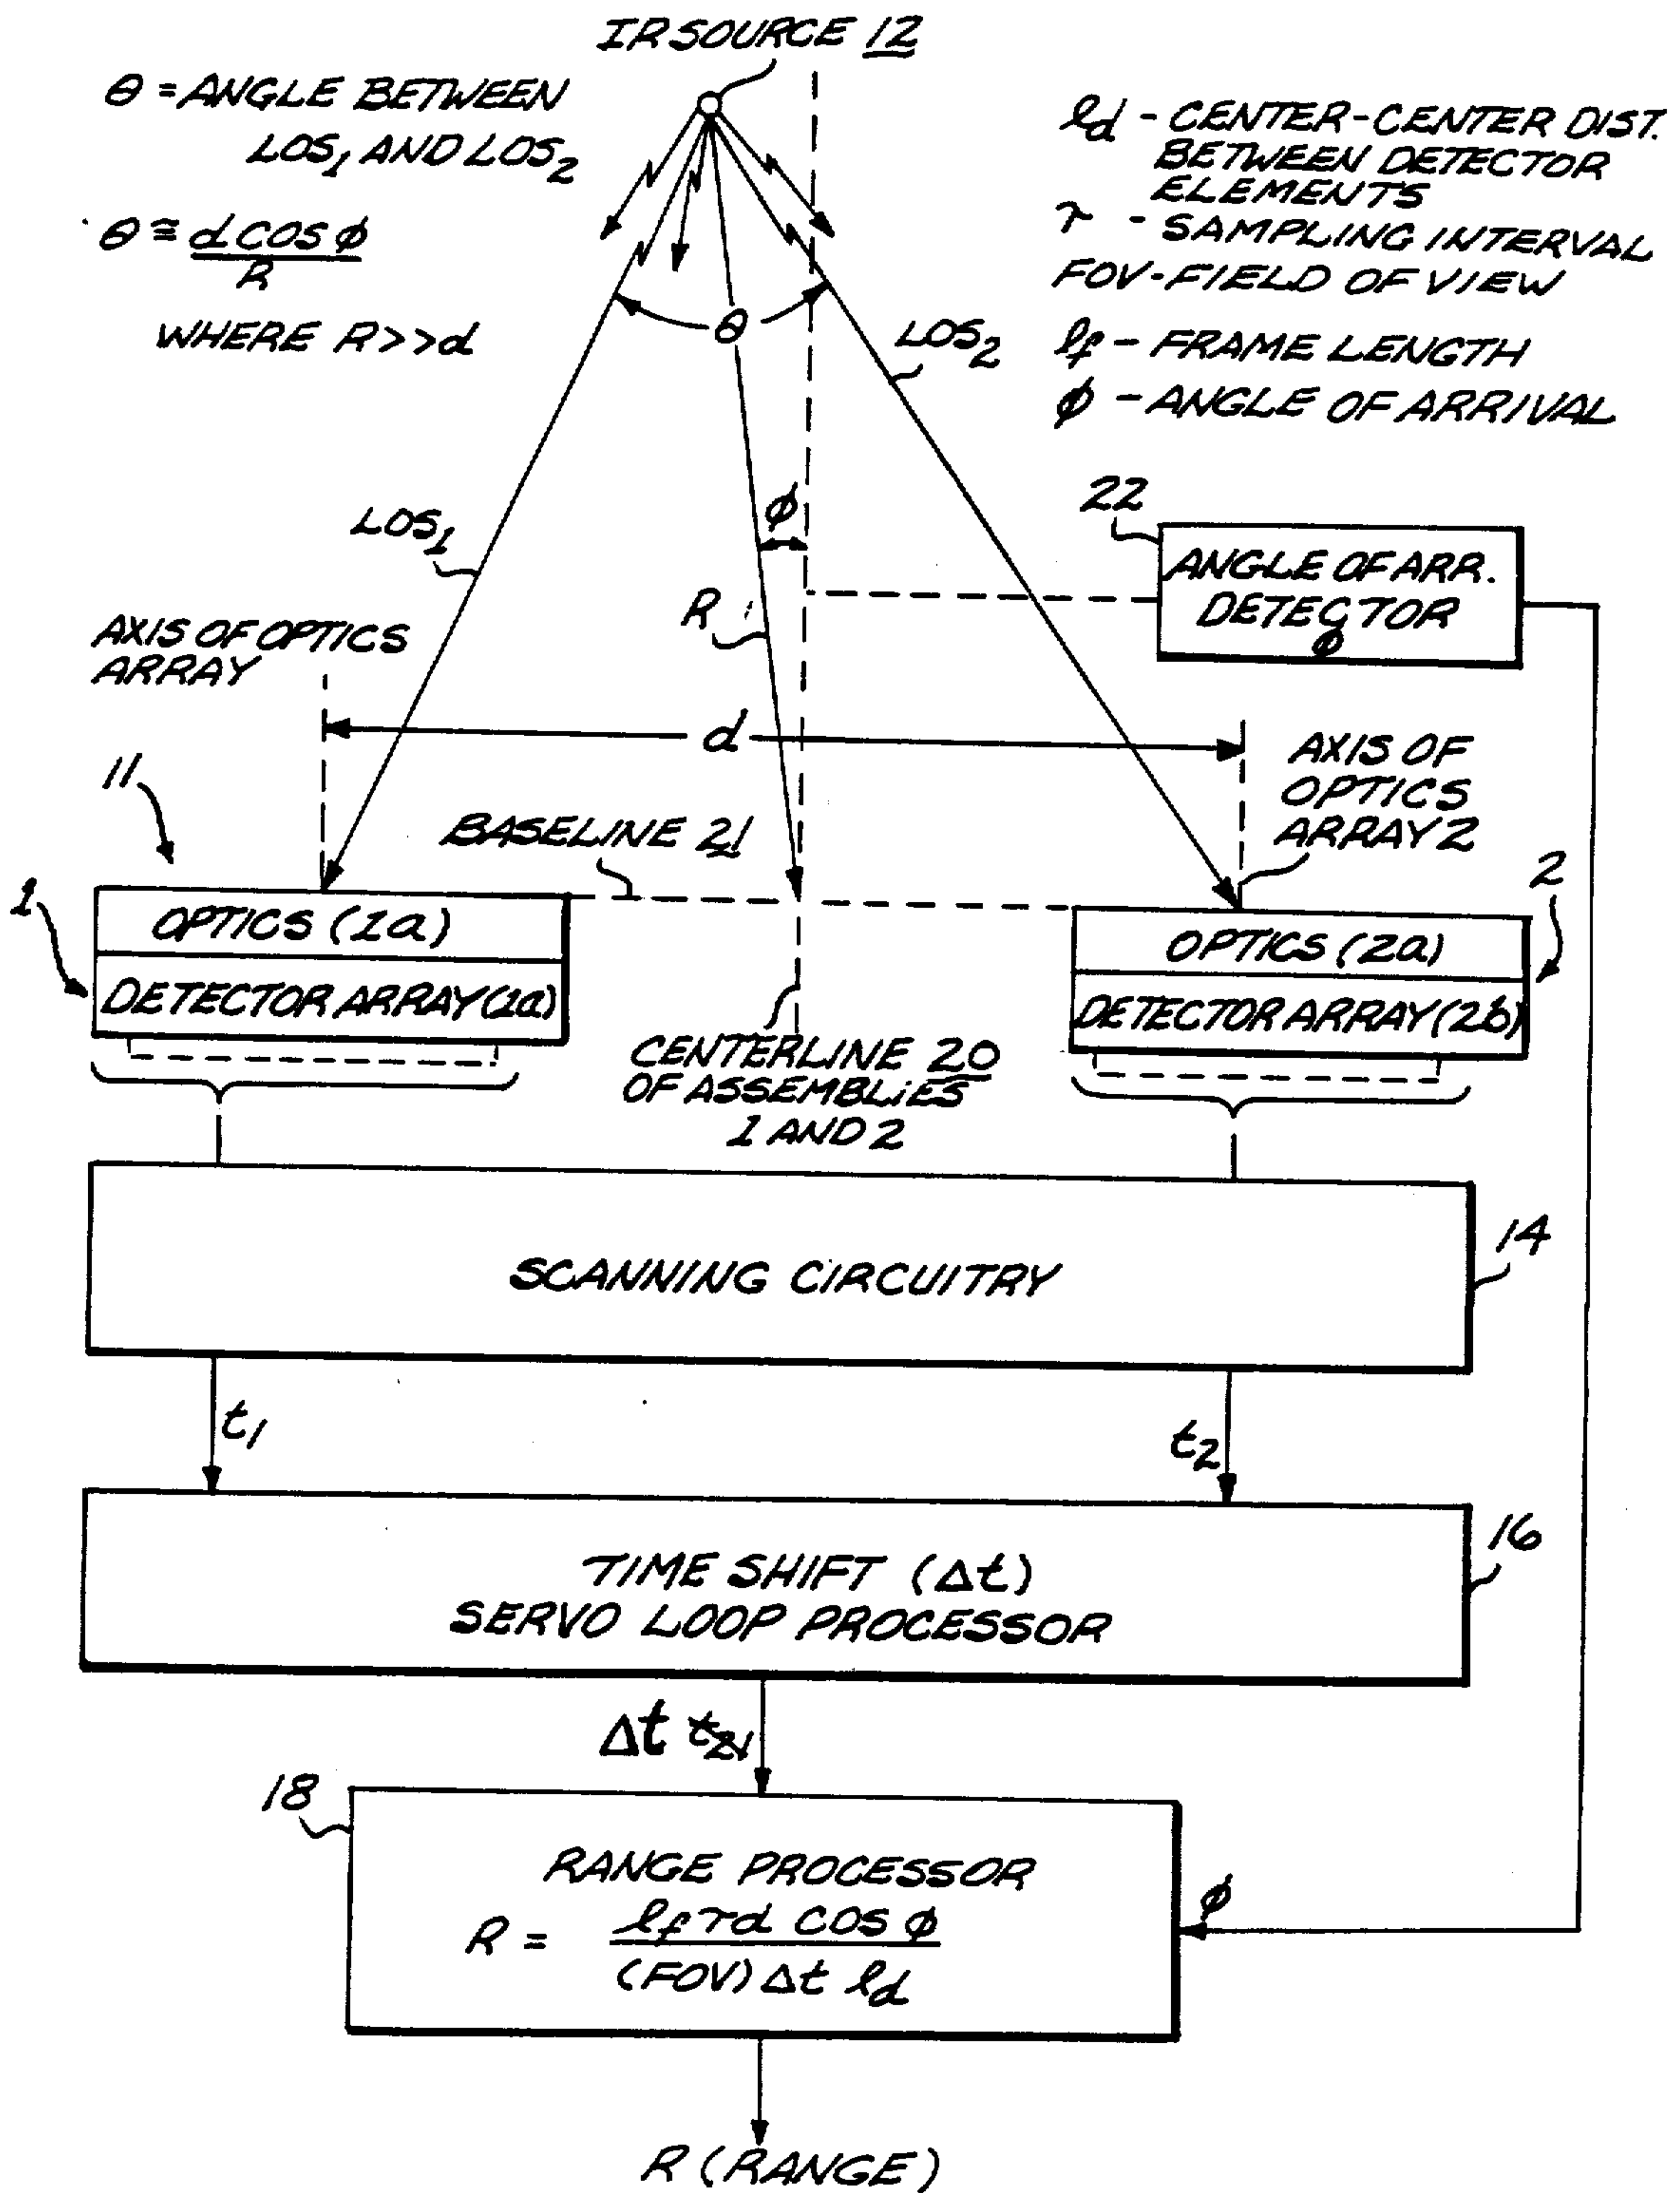 IR SOURCE 12
θ = ANGLE BETWEEN
LOS₁ AND LOS₂
θ ≅ d COS ϕ
R
WHERE R>>d
ld - CENTER-CENTER DIST.
BETWEEN DETECTOR
ELEMENTS
τ - SAMPLING INTERVAL
FOV-FIELD OF VIEW
lf - FRAME LENGTH
ϕ - ANGLE OF ARRIVAL
θ
LOS₂
LOS₁
ϕ
R
22
ANGLE OF ARR.
DETECTOR
ϕ
AXIS OF OPTICS
ARRAY
d
AXIS OF
OPTICS
ARRAY 2
11
BASELINE 21
1
OPTICS (1a)
DETECTOR ARRAY (1a)
2
OPTICS (2a)
DETECTOR ARRAY (2b)
CENTERLINE 20
OF ASSEMBLIES
1 AND 2
SCANNING CIRCUITRY
14
t₁
t₂
TIME SHIFT (Δt)
SERVO LOOP PROCESSOR
16
Δt
18
RANGE PROCESSOR
R = lf τd COS ϕ
(FOV) Δt ld
ϕ
R (RANGE)